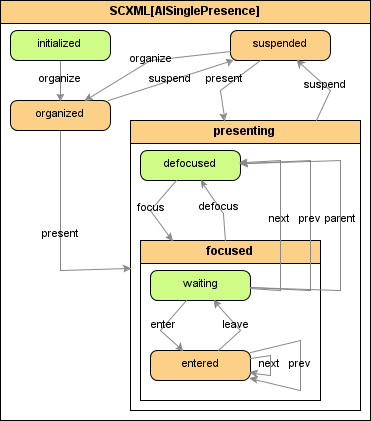 SCXML[AISinglePresence]
initialized
suspended
organize
organize
suspend
present
suspend
organized
presenting
defocused
focus
defocus
next
prev
parent
present
focused
waiting
enter
leave
entered
next
prev